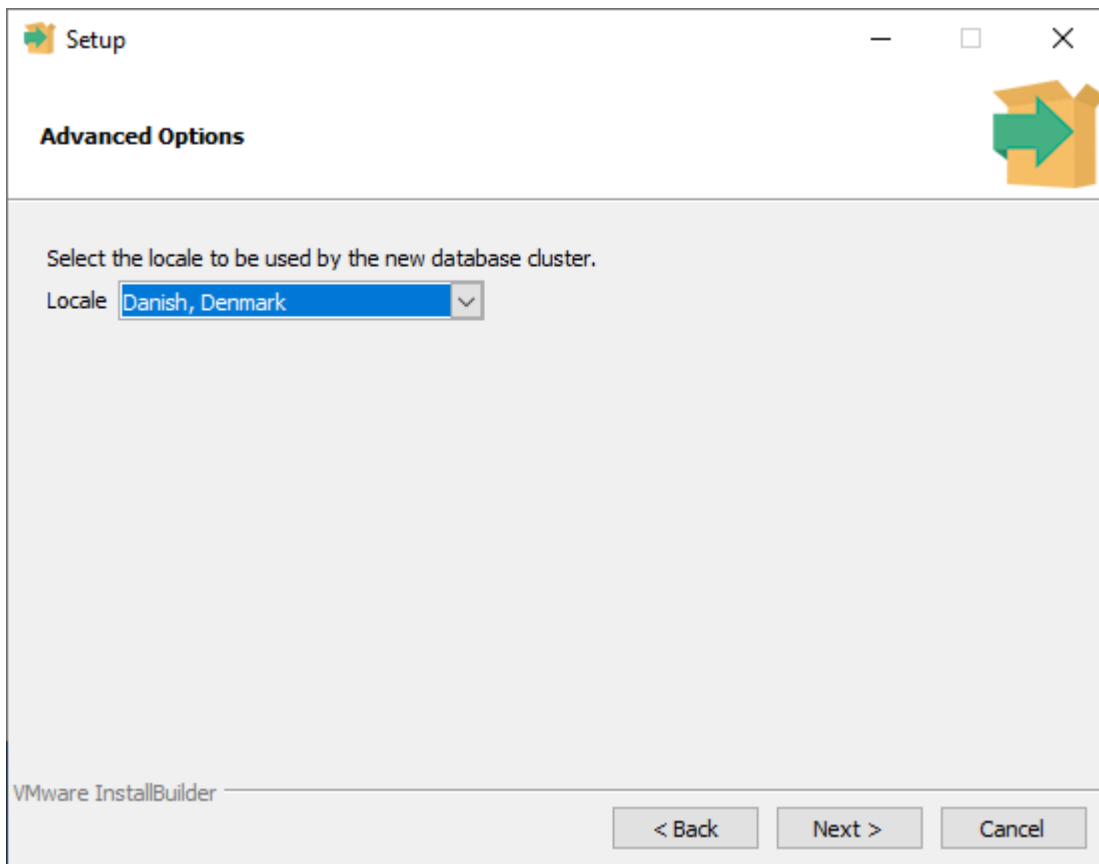 Setup
Advanced Options
Select the locale to be used by the new database cluster.
Locale Danish, Denmark
VMware InstallBuilder
< Back Next > Cancel